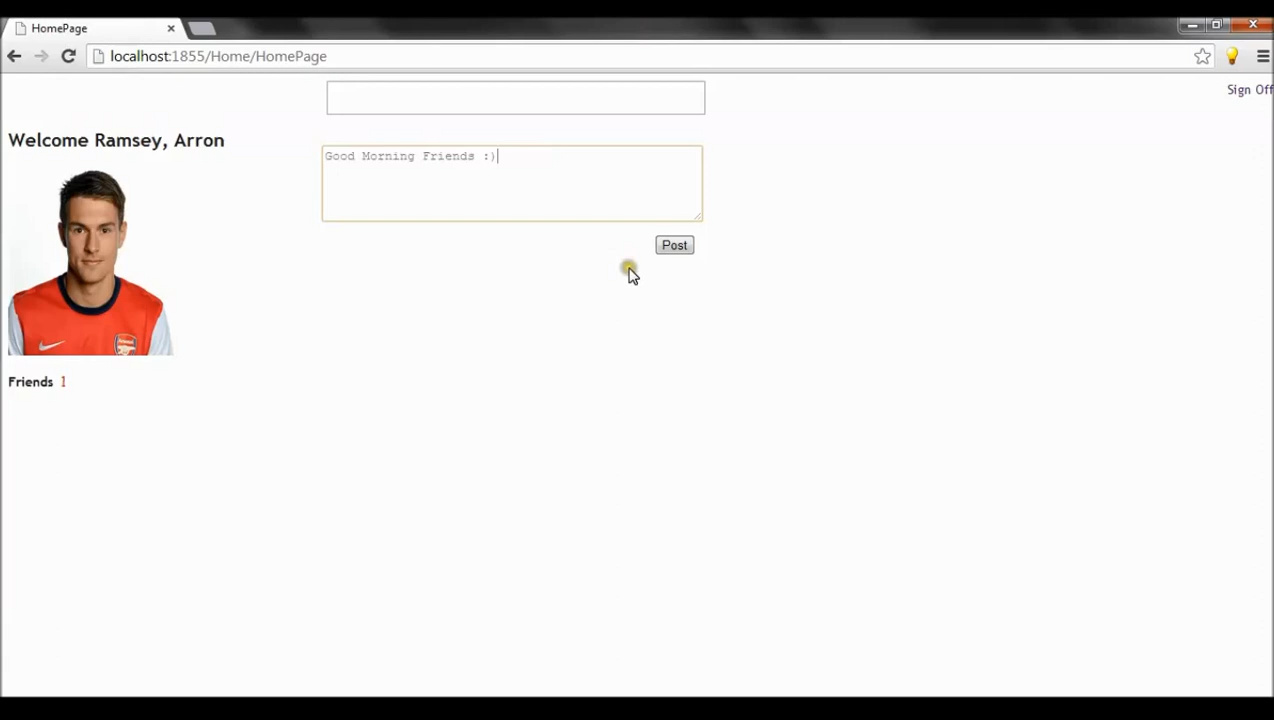 HomePage
localhost:1855/Home/HomePage
Sign Off
Welcome Ramsey, Arron
Good Morning Friends :)
Post
Friends 1